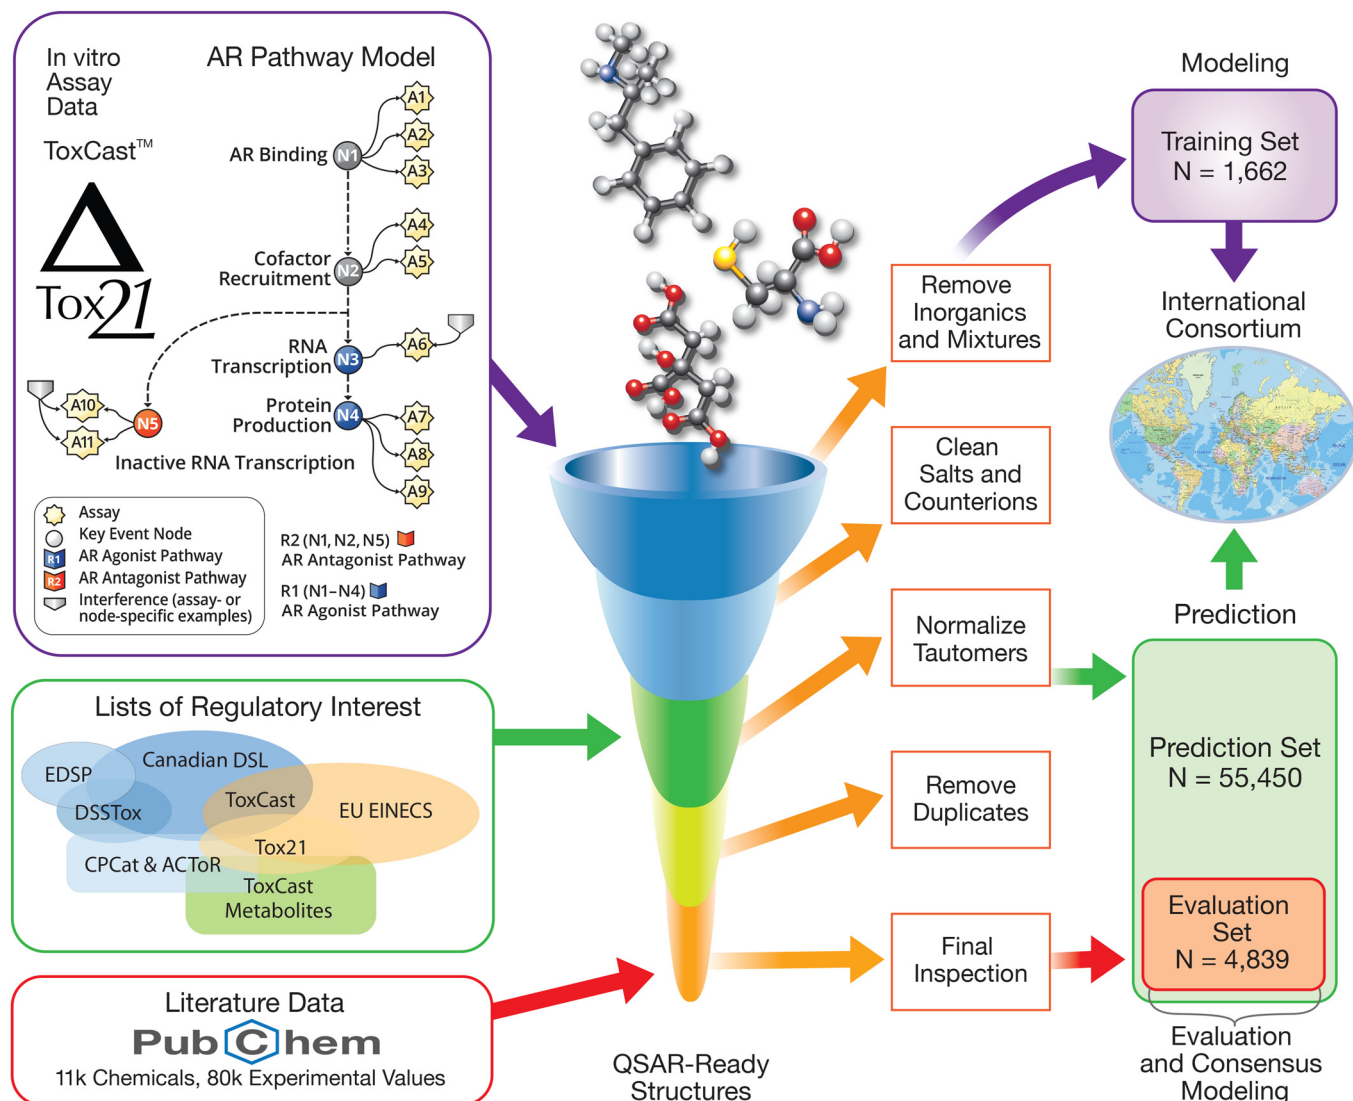 In vitro
Assay
Data
ToxCast™
Tox21
AR Pathway Model
A1
A2
A3
AR Binding
N1
A4
A5
Cofactor
Recruitment
N2
RNA
Transcription
N3
A6
Protein
Production
N4
A7
A8
A9
A10
A11
N5
Inactive RNA Transcription
Assay
Key Event Node
R1 AR Agonist Pathway
R2 AR Antagonist Pathway
Interference (assay- or
node-specific examples)
R2 (N1, N2, N5)
AR Antagonist Pathway
R1 (N1–N4)
AR Agonist Pathway
Lists of Regulatory Interest
EDSP
Canadian DSL
DSSTox
ToxCast
EU EINECS
Tox21
CPCat & ACToR
ToxCast
Metabolites
Literature Data
PubChem
11k Chemicals, 80k Experimental Values
QSAR-Ready
Structures
Remove
Inorganics
and Mixtures
Clean
Salts and
Counterions
Normalize
Tautomers
Remove
Duplicates
Final
Inspection
Modeling
Training Set
N = 1,662
International
Consortium
Prediction
Prediction Set
N = 55,450
Evaluation
Set
N = 4,839
Evaluation
and Consensus
Modeling